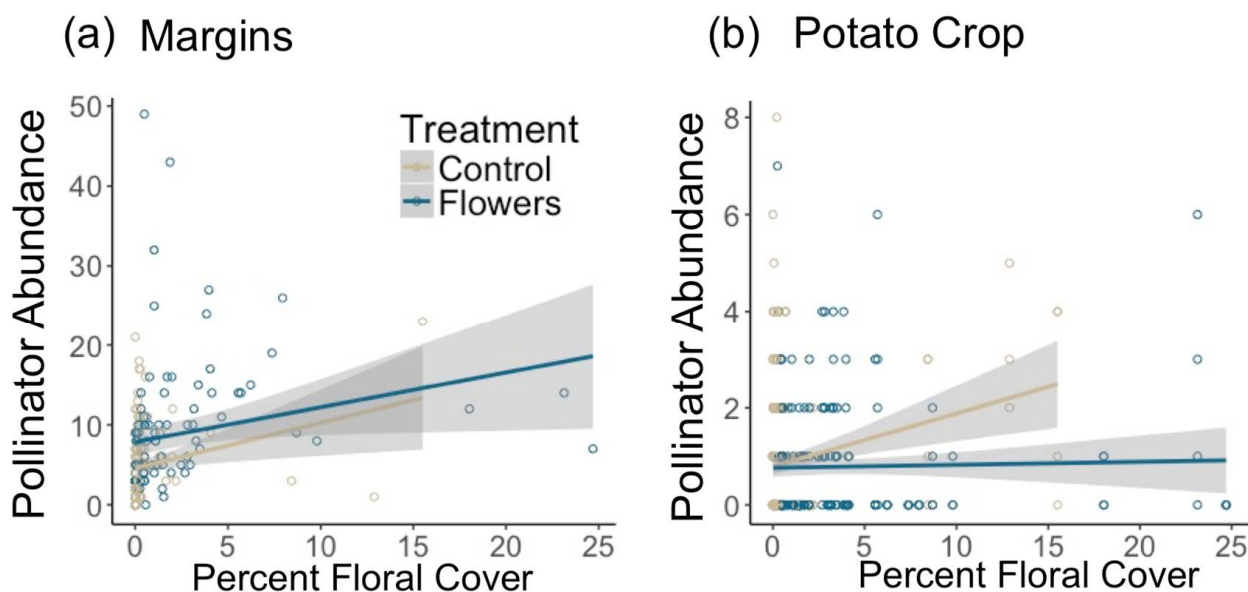 (a) Margins
Pollinator Abundance
50
40
30
20
10
0
Treatment
Control
Flowers
0 5 10 15 20 25
Percent Floral Cover
(b) Potato Crop
Pollinator Abundance
8
6
4
2
0
0 5 10 15 20 25
Percent Floral Cover